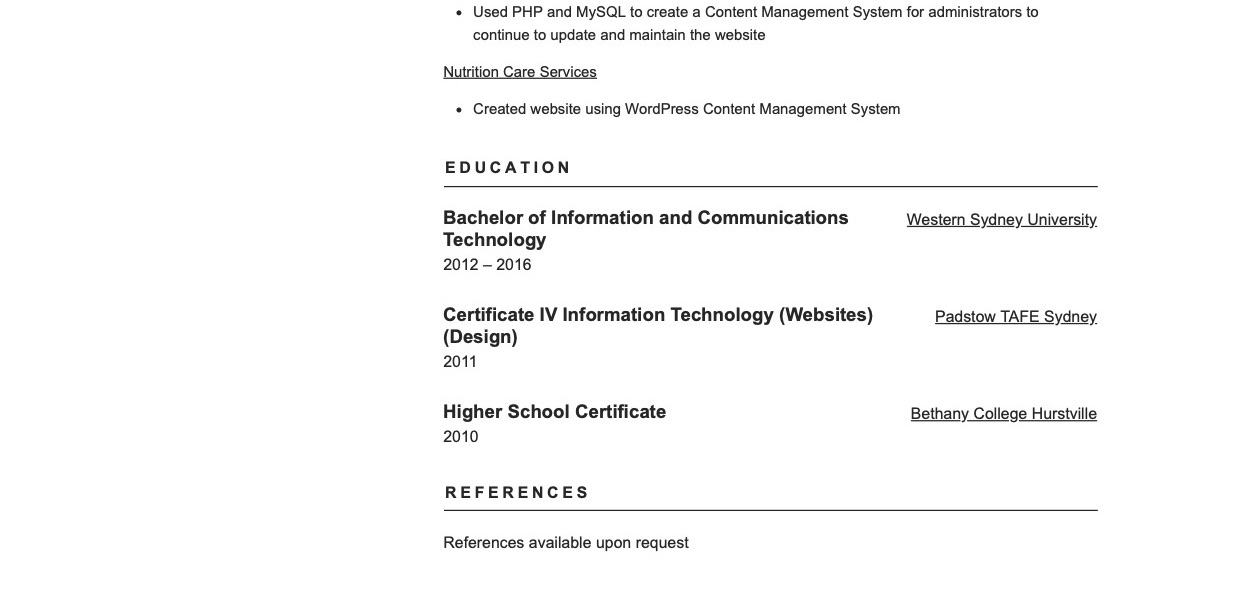 • Used PHP and MySQL to create a Content Management System for administrators to
continue to update and maintain the website
Nutrition Care Services
• Created website using WordPress Content Management System
EDUCATION
Bachelor of Information and Communications
Technology
Western Sydney University
2012 – 2016
Certificate IV Information Technology (Websites)
(Design)
Padstow TAFE Sydney
2011
Higher School Certificate
Bethany College Hurstville
2010
REFERENCES
References available upon request